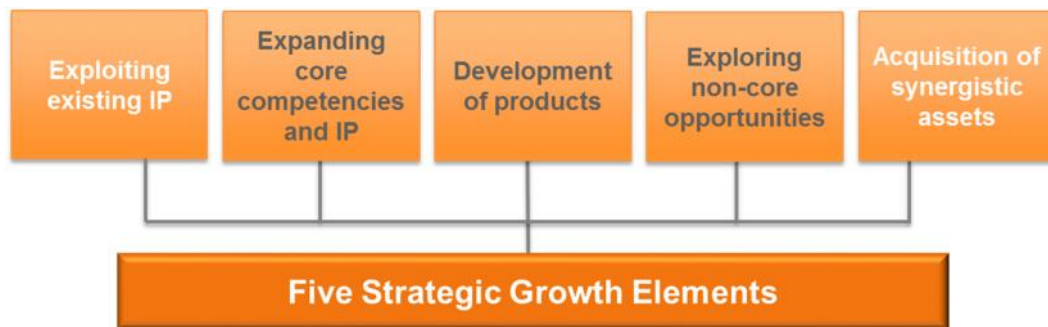 Exploiting
existing IP
Expanding
core
competencies
and IP
Development
of products
Exploring
non-core
opportunities
Acquisition of
synergistic
assets
Five Strategic Growth Elements